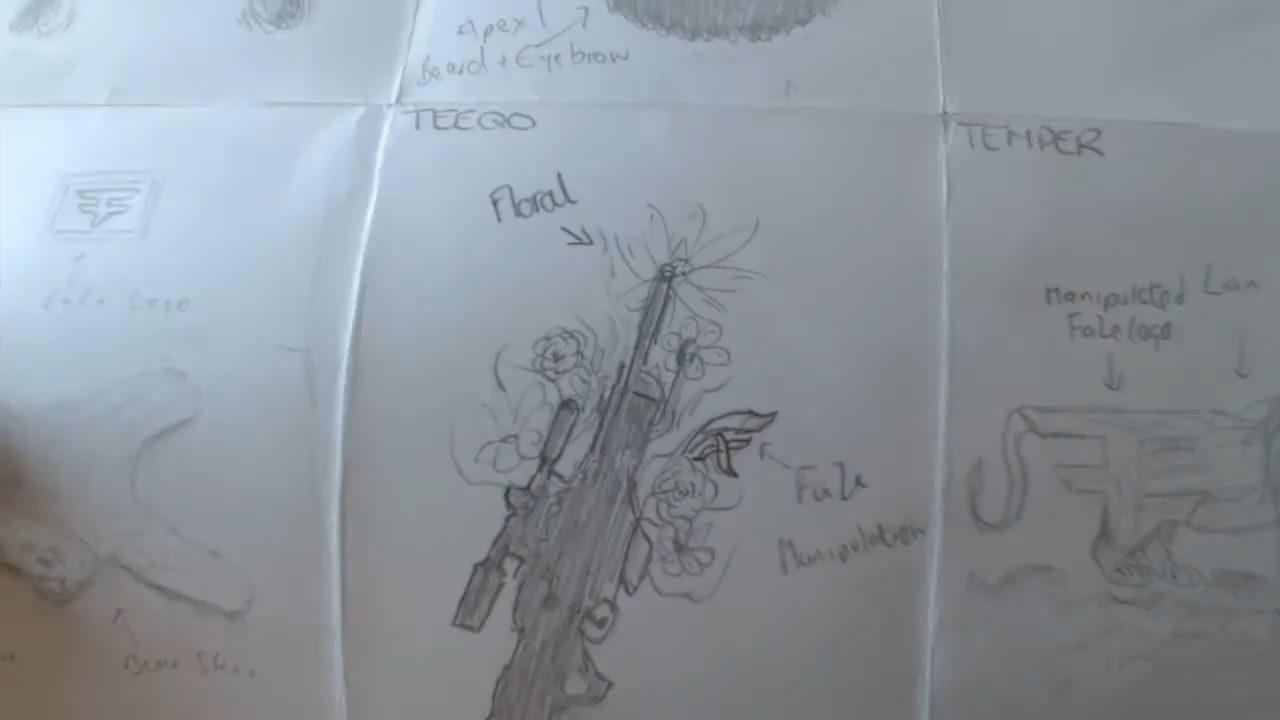 Apex
Beard + Eyebrow
TEEQO
TEMPER
Floral
Manipulated
Faze logo
Faze
Manipulation